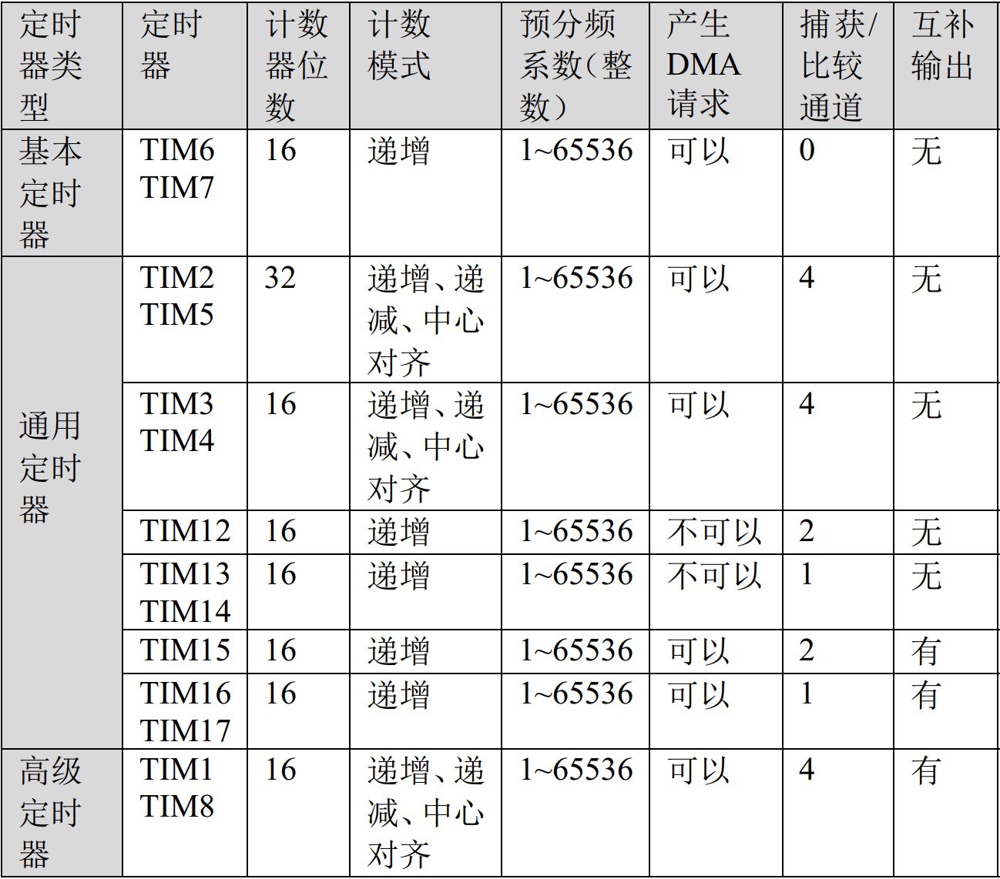 定时
器类
型
定时
器
计数
器位
数
计数
模式
预分频
系数（整
数）
产生
DMA
请求
捕获/
比较
通道
互补
输出
基本
定时
器
TIM6
TIM7
16
递增
1~65536
可以
0
无
通用
定时
器
TIM2
TIM5
32
递增、递
减、中心
对齐
1~65536
可以
4
无
TIM3
TIM4
16
递增、递
减、中心
对齐
1~65536
可以
4
无
TIM12
16
递增
1~65536
不可以
2
无
TIM13
TIM14
16
递增
1~65536
不可以
1
无
TIM15
16
递增
1~65536
可以
2
有
TIM16
TIM17
16
递增
1~65536
可以
1
有
高级
定时
器
TIM1
TIM8
16
递增、递
减、中心
对齐
1~65536
可以
4
有